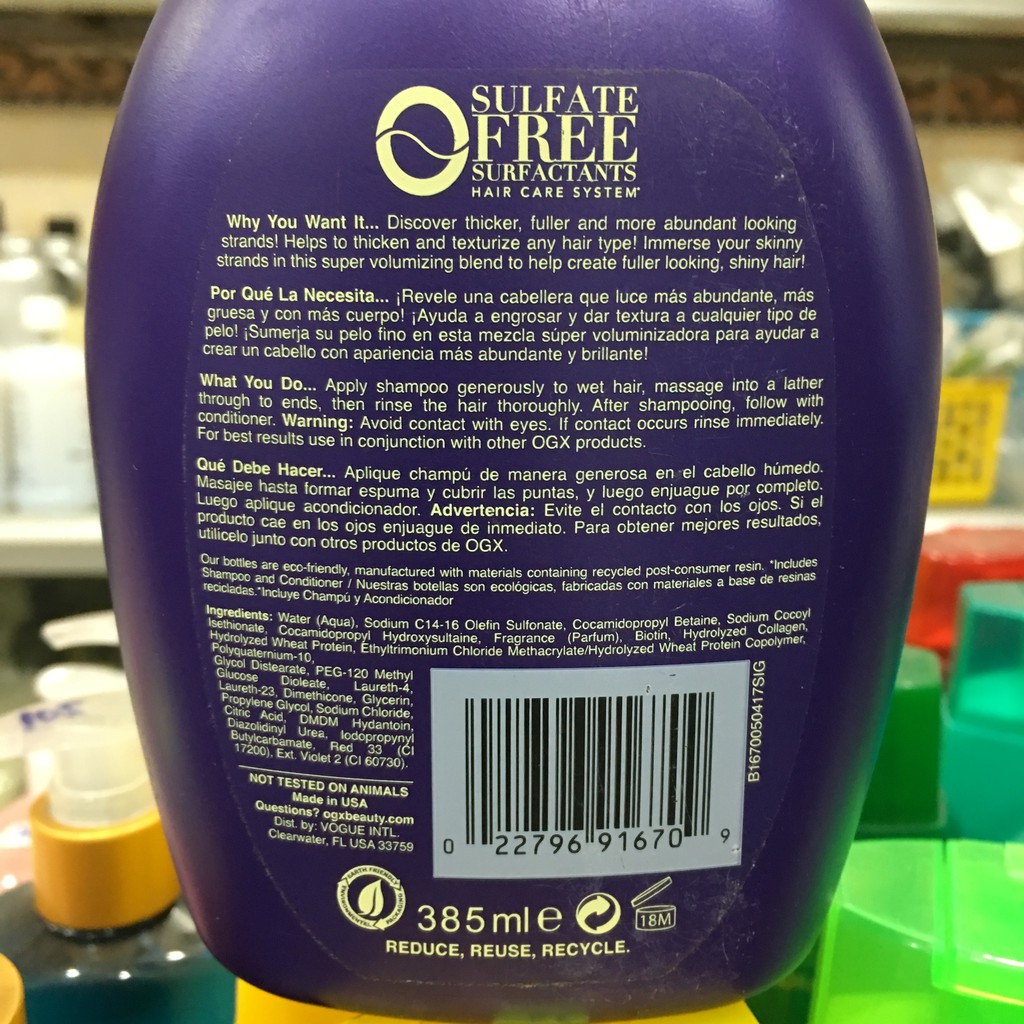 SULFATE
FREE
SURFACTANTS
HAIR CARE SYSTEM*
Why You Want It... Discover thicker, fuller and more abundant looking
strands! Helps to thicken and texturize any hair type! Immerse your skinny
strands in this super volumizing blend to help create fuller looking, shiny hair!
Por Qué La Necesita... ¡Revele una cabellera que luce más abundante, más
gruesa y con más cuerpo! ¡Ayuda a engrosar y dar textura a cualquier tipo de
pelo! ¡Sumerja su pelo fino en esta mezcla súper voluminizadora para ayudar a
crear un cabello con apariencia más abundante y brillante!
What You Do... Apply shampoo generously to wet hair, massage into a lather
through to ends, then rinse the hair thoroughly. After shampooing, follow with
conditioner. Warning: Avoid contact with eyes. If contact occurs rinse immediately.
For best results use in conjunction with other OGX products.
Qué Debe Hacer... Aplique champú de manera generosa en el cabello húmedo.
Masajee hasta formar espuma y cubrir las puntas, y luego enjuague por completo.
Luego aplique acondicionador. Advertencia: Evite el contacto con los ojos. Si el
producto cae en los ojos enjuague de inmediato. Para obtener mejores resultados,
utilícelo junto con otros productos de OGX.
Our bottles are eco-friendly, manufactured with materials containing recycled post-consumer resin. *Includes
Shampoo and Conditioner / Nuestras botellas son ecológicas, fabricadas con materiales a base de resinas
recicladas.*Incluye Champú y Acondicionador
Ingredients: Water (Aqua), Sodium C14-16 Olefin Sulfonate, Cocamidopropyl Betaine, Sodium Cocoyl
Isethionate, Cocamidopropyl Hydroxysultaine, Fragrance (Parfum), Biotin, Hydrolyzed Collagen,
Hydrolyzed Wheat Protein, Ethyltrimonium Chloride Methacrylate/Hydrolyzed Wheat Protein Copolymer,
Polyquaternium-10,
Glycol Distearate, PEG-120 Methyl
Glucose Dioleate, Laureth-4,
Laureth-23, Dimethicone, Glycerin,
Propylene Glycol, Sodium Chloride,
Citric Acid, DMDM Hydantoin,
Diazolidinyl Urea, Iodopropynyl
Butylcarbamate, Red 33 (CI
17200), Ext. Violet 2 (CI 60730).
NOT TESTED ON ANIMALS
Made in USA
Questions? ogxbeauty.com
Dist. by: VOGUE INTL.
Clearwater, FL USA 33759
0 22796 91670 9
B1670050417SIG
EARTH FRIENDLY
ENVIRONMENTAL PACKAGING
385ml e
18M
REDUCE, REUSE, RECYCLE.